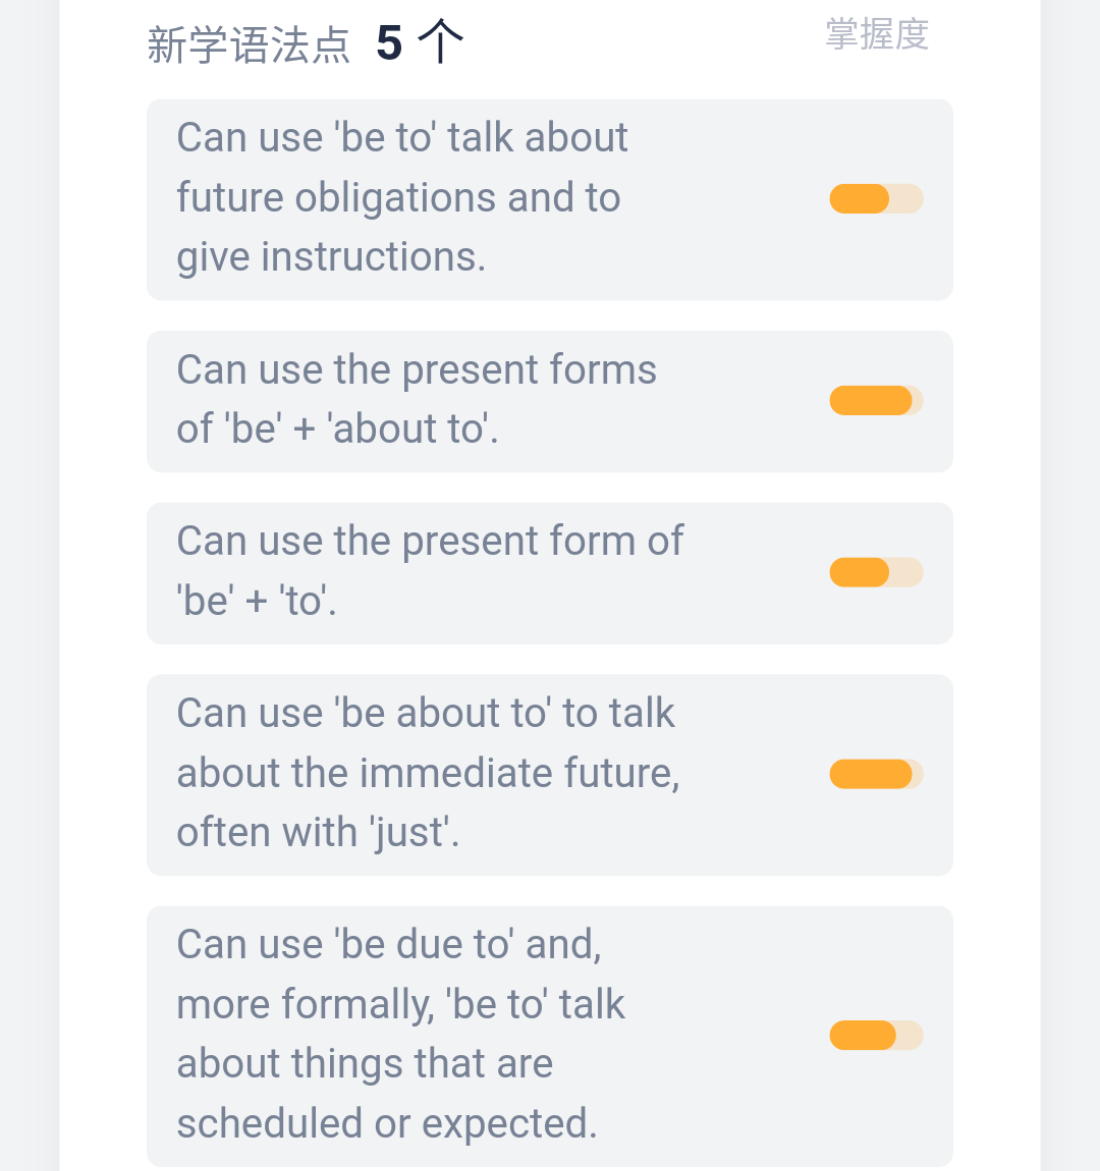 新学语法点 5 个
掌握度
Can use 'be to' talk about
future obligations and to
give instructions.
Can use the present forms
of 'be' + 'about to'.
Can use the present form of
'be' + 'to'.
Can use 'be about to' to talk
about the immediate future,
often with 'just'.
Can use 'be due to' and,
more formally, 'be to' talk
about things that are
scheduled or expected.